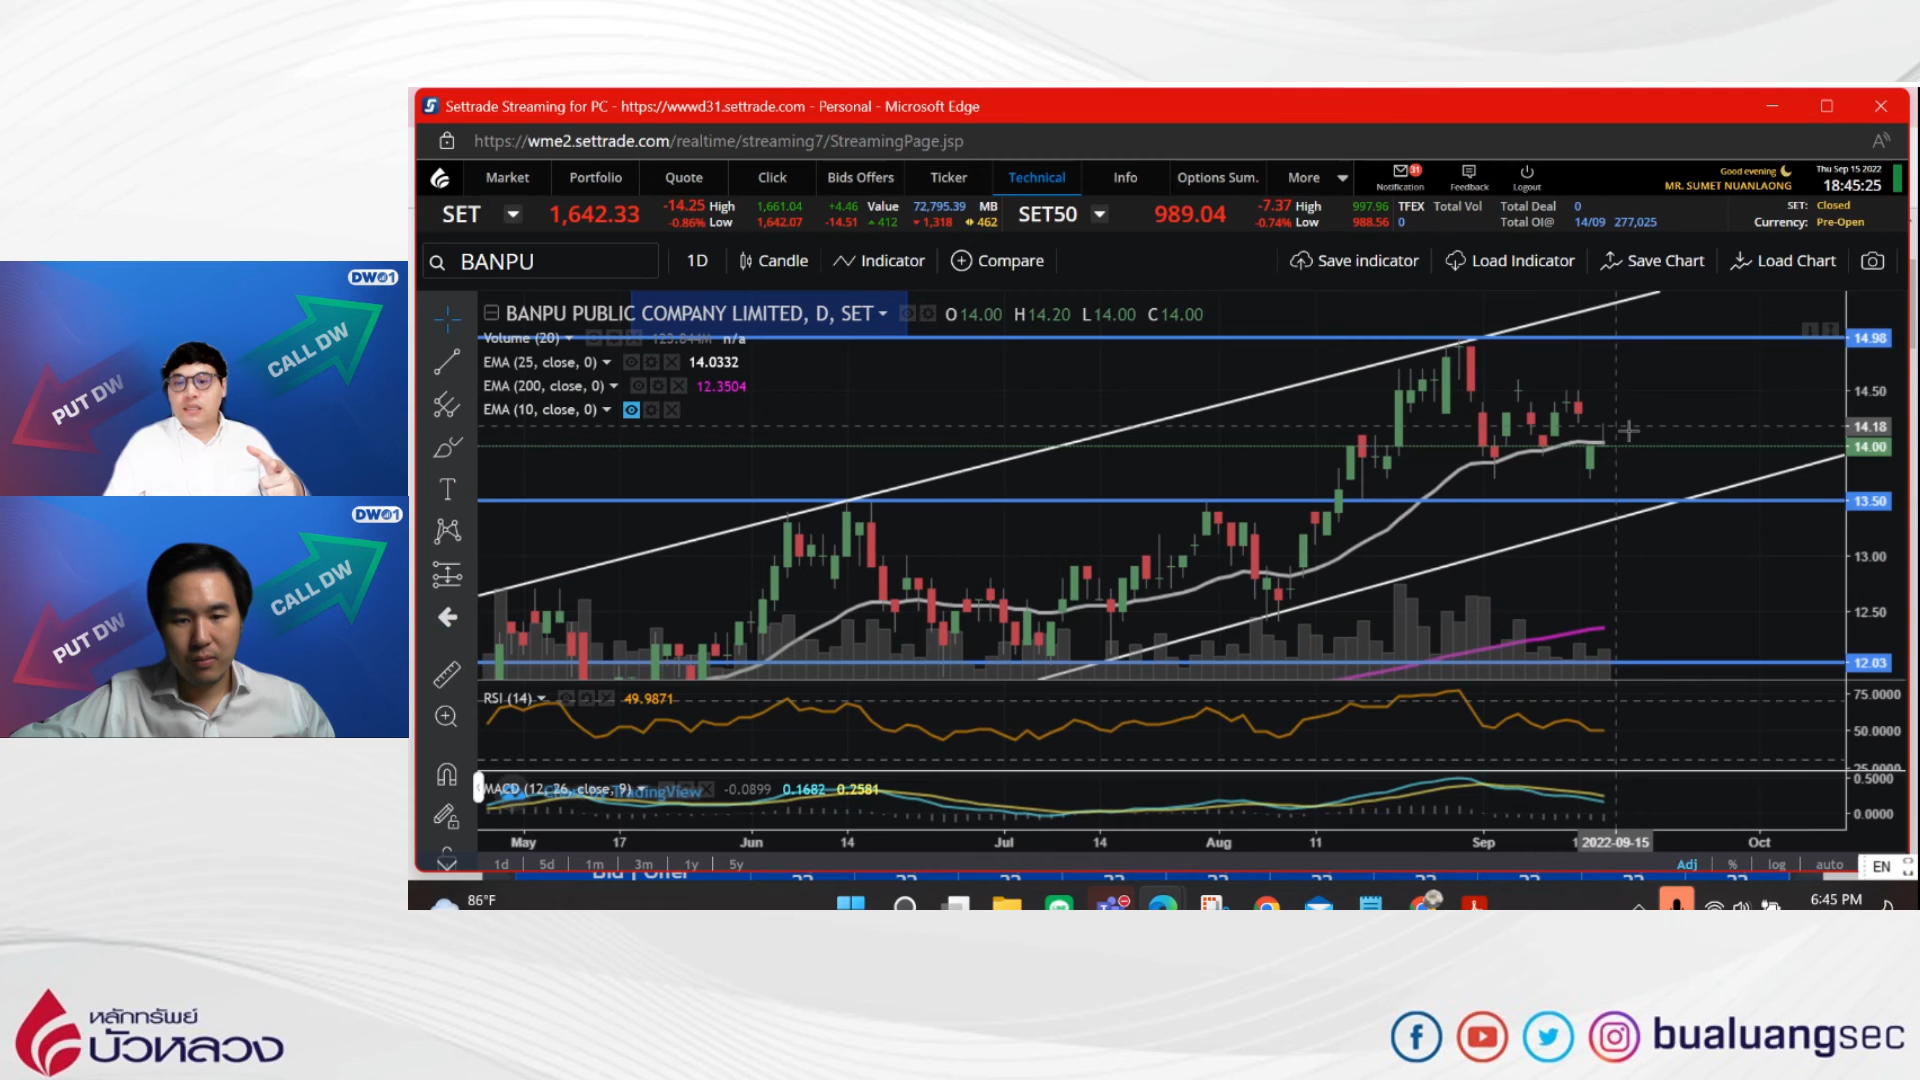 Settrade Streaming for PC - https://wwwd31.settrade.com - Personal - Microsoft Edge
https://wme2.settrade.com/realtime/streaming7/StreamingPage.jsp
Market Portfolio Quote Click Bids Offers Ticker Technical Info Options Sum. More
31
Notification Feedback Logout
Good evening
MR. SUMET NUANLAONG
Thu Sep 15 2022
18:45:25
SET 1,642.33
-14.25 High 1,661.04 +4.46 Value 72,795.39 MB
-0.86% Low 1,642.07 -14.51 412 1,318 462
SET50 989.04
-7.37 High 997.96 TFEX Total Vol Total Deal 0
-0.74% Low 988.56 0 Total OI@ 14/09 277,025
SET: Closed
Currency: Pre-Open
BANPU 1D Candle Indicator Compare Save indicator Load Indicator Save Chart Load Chart
BANPU PUBLIC COMPANY LIMITED, D, SET O14.00 H14.20 L14.00 C14.00
Volume (20) 123.844M n/a
EMA (25, close, 0) 14.0332
EMA (200, close, 0) 12.3504
EMA (10, close, 0)
14.98
14.50
14.18
14.00
13.50
13.00
12.50
12.03
RSI (14) 49.9871
75.0000
50.0000
25.0000
MACD (12, 26, close, 9) -0.0899 0.1682 0.2581
TradingView
0.5000
0.0000
May 17 Jun 14 Jul 14 Aug 11 Sep 2022-09-15 Oct
1d 5d 1m 3m 1y 5y
Adj % log auto
EN
86°F
6:45 PM
DW01
PUT DW
CALL DW
DW01
PUT DW
CALL DW
หลักทรัพย์
บัวหลวง
bualuangsec